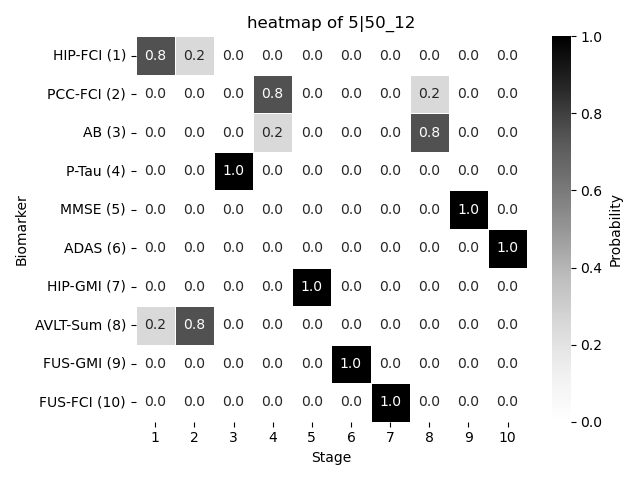 heatmap of 5|50_12
HIP-FCI (1) 0.8 0.2 0.0 0.0 0.0 0.0 0.0 0.0 0.0 0.0
PCC-FCI (2) 0.0 0.0 0.0 0.8 0.0 0.0 0.0 0.2 0.0 0.0
AB (3) 0.0 0.0 0.0 0.2 0.0 0.0 0.0 0.8 0.0 0.0
P-Tau (4) 0.0 0.0 1.0 0.0 0.0 0.0 0.0 0.0 0.0 0.0
MMSE (5) 0.0 0.0 0.0 0.0 0.0 0.0 0.0 0.0 1.0 0.0
ADAS (6) 0.0 0.0 0.0 0.0 0.0 0.0 0.0 0.0 0.0 1.0
HIP-GMI (7) 0.0 0.0 0.0 0.0 1.0 0.0 0.0 0.0 0.0 0.0
AVLT-Sum (8) 0.2 0.8 0.0 0.0 0.0 0.0 0.0 0.0 0.0 0.0
FUS-GMI (9) 0.0 0.0 0.0 0.0 0.0 1.0 0.0 0.0 0.0 0.0
FUS-FCI (10) 0.0 0.0 0.0 0.0 0.0 0.0 1.0 0.0 0.0 0.0
1 2 3 4 5 6 7 8 9 10
Stage
Biomarker
1.0
0.8
0.6
0.4
0.2
0.0
Probability